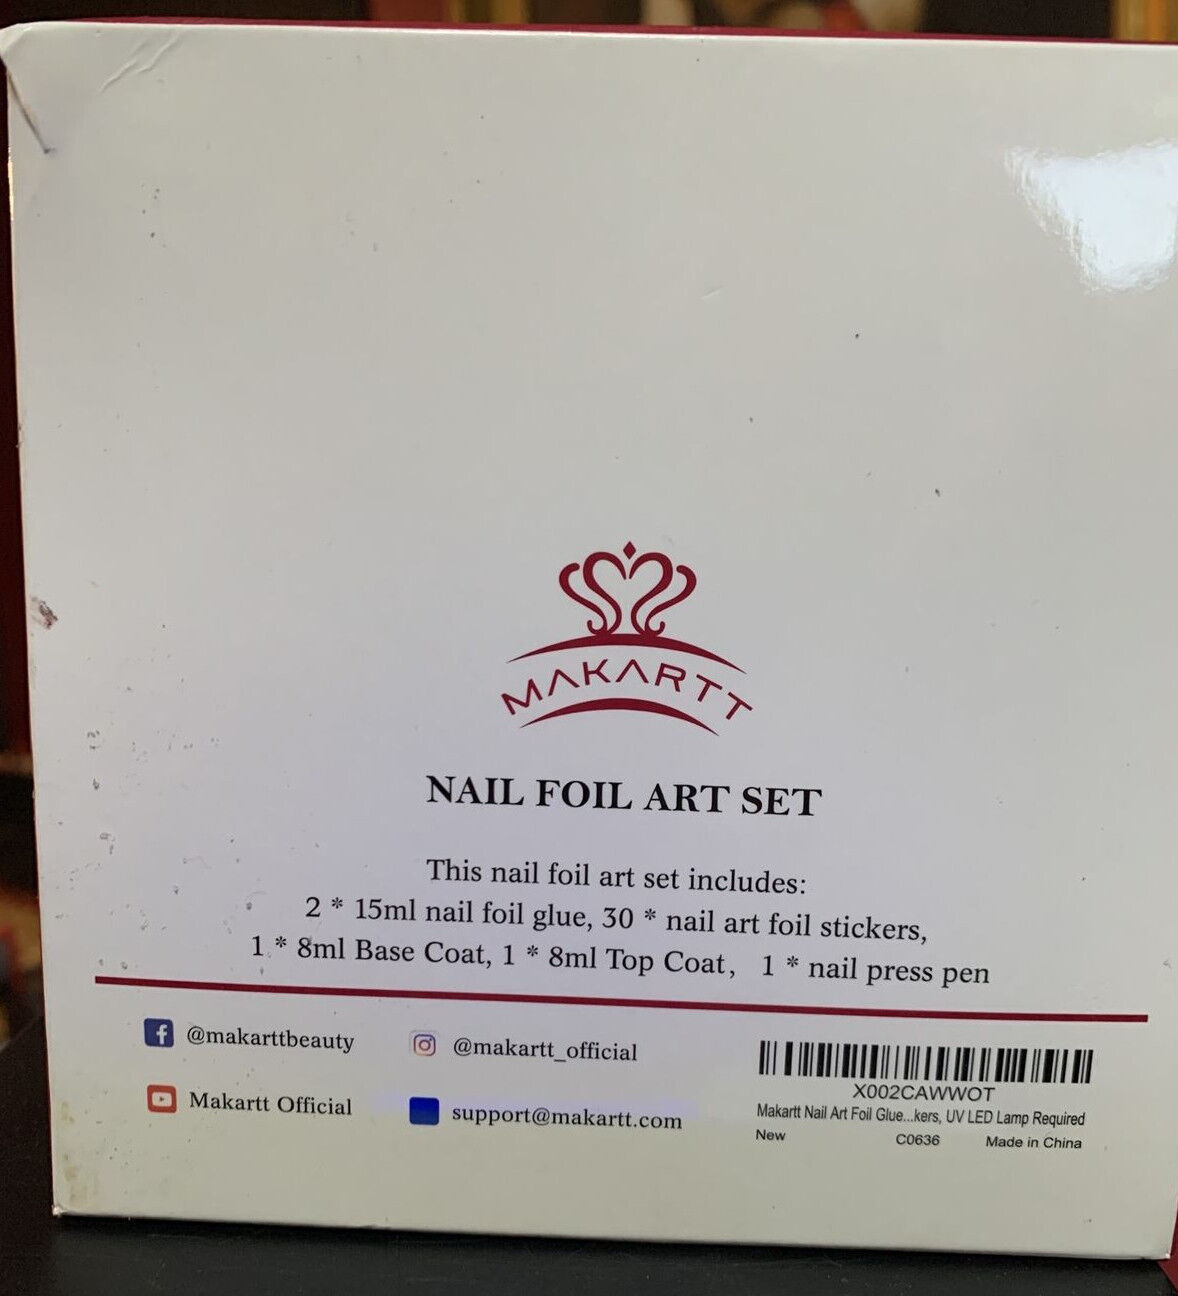 MAKARTT
NAIL FOIL ART SET
This nail foil art set includes:
2 * 15ml nail foil glue, 30 * nail art foil stickers,
1 * 8ml Base Coat, 1 * 8ml Top Coat, 1 * nail press pen
@makarttbeauty
@makartt_official
Makartt Official
support@makartt.com
X002CAWWOT
Makartt Nail Art Foil Glue...kers, UV LED Lamp Required
New C0636 Made in China